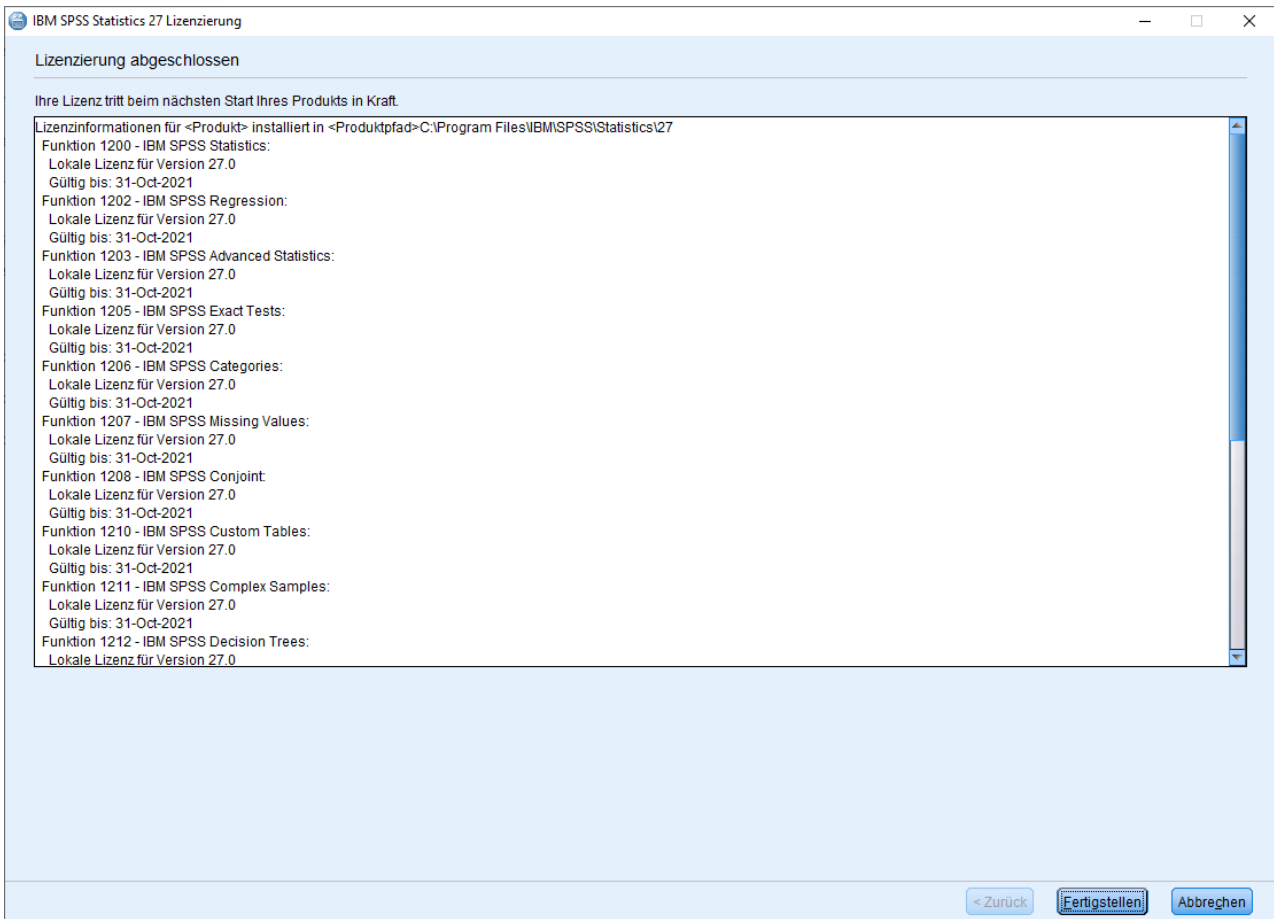 IBM SPSS Statistics 27 Lizenzierung
Lizenzierung abgeschlossen
Ihre Lizenz tritt beim nächsten Start Ihres Produkts in Kraft.
Lizenzinformationen für <Produkt> installiert in <Produktpfad>C:\Program Files\IBM\SPSS\Statistics\27
Funktion 1200 - IBM SPSS Statistics:
Lokale Lizenz für Version 27.0
Gültig bis: 31-Oct-2021
Funktion 1202 - IBM SPSS Regression:
Lokale Lizenz für Version 27.0
Gültig bis: 31-Oct-2021
Funktion 1203 - IBM SPSS Advanced Statistics:
Lokale Lizenz für Version 27.0
Gültig bis: 31-Oct-2021
Funktion 1205 - IBM SPSS Exact Tests:
Lokale Lizenz für Version 27.0
Gültig bis: 31-Oct-2021
Funktion 1206 - IBM SPSS Categories:
Lokale Lizenz für Version 27.0
Gültig bis: 31-Oct-2021
Funktion 1207 - IBM SPSS Missing Values:
Lokale Lizenz für Version 27.0
Gültig bis: 31-Oct-2021
Funktion 1208 - IBM SPSS Conjoint:
Lokale Lizenz für Version 27.0
Gültig bis: 31-Oct-2021
Funktion 1210 - IBM SPSS Custom Tables:
Lokale Lizenz für Version 27.0
Gültig bis: 31-Oct-2021
Funktion 1211 - IBM SPSS Complex Samples:
Lokale Lizenz für Version 27.0
Gültig bis: 31-Oct-2021
Funktion 1212 - IBM SPSS Decision Trees:
Lokale Lizenz für Version 27.0
< Zurück Fertigstellen Abbrechen